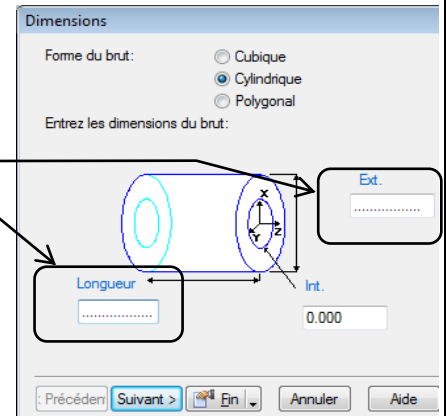 Dimensions
Forme du brut:
Cubique
Cylindrique
Polygonal
Entrez les dimensions du brut:
Ext.
.................
X
Y
Z
Longueur
..................
Int.
0.000
: Précéden
Suivant >
Fin
Annuler
Aide